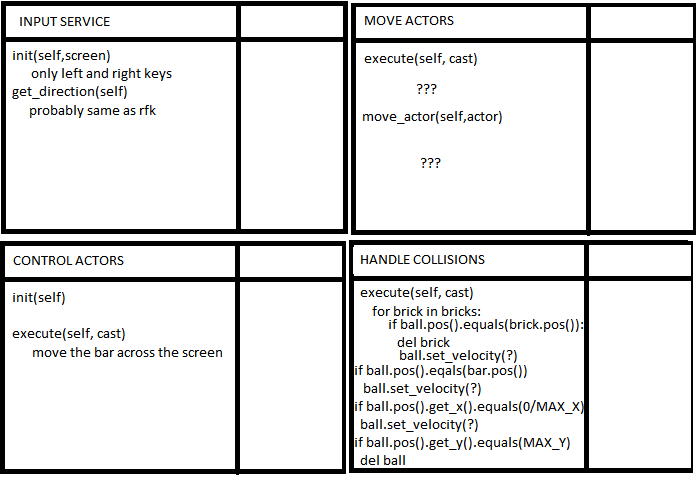 INPUT SERVICE
init(self,screen)
only left and right keys
get_direction(self)
probably same as rfk
MOVE ACTORS
execute(self, cast)
???
move_actor(self,actor)
???
CONTROL ACTORS
init(self)
execute(self, cast)
move the bar across the screen
HANDLE COLLISIONS
execute(self, cast)
for brick in bricks:
if ball.pos().equals(brick.pos()):
del brick
ball.set_velocity(?)
if ball.pos().eqals(bar.pos())
ball.set_velocity(?)
if ball.pos().get_x().equals(0/MAX_X)
ball.set_velocity(?)
if ball.pos().get_y().equals(MAX_Y)
del ball